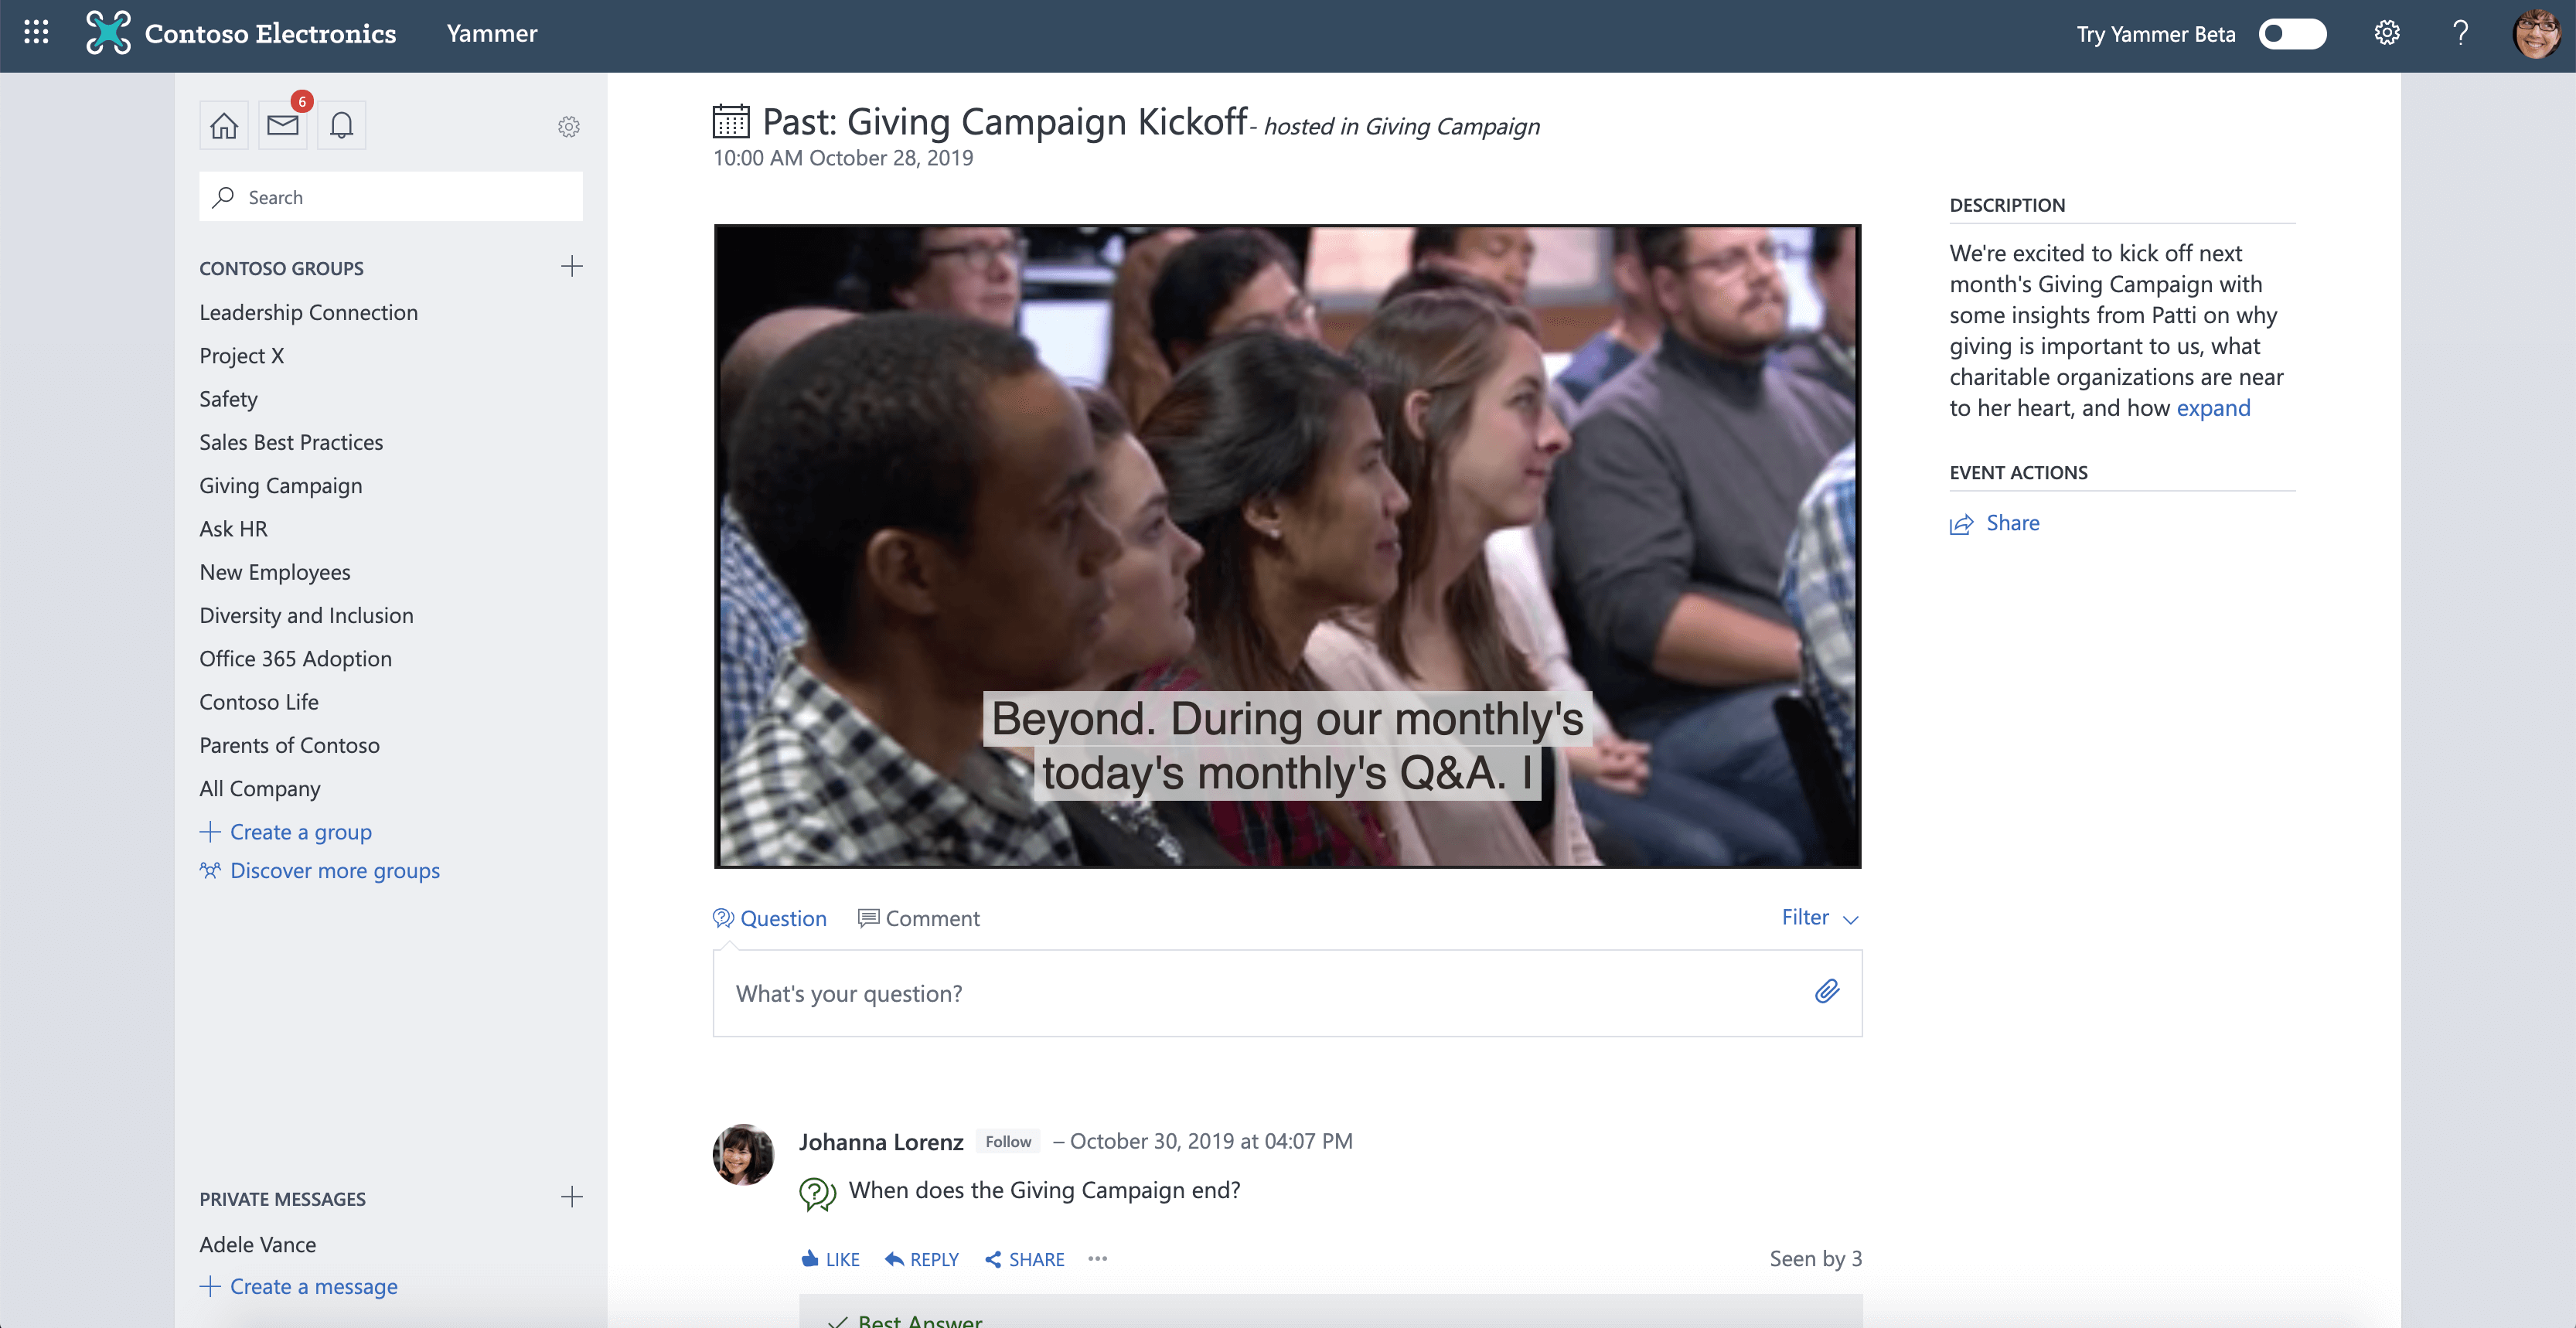 Contoso Electronics
Yammer
Try Yammer Beta
?
6
Search
CONTOSO GROUPS
Leadership Connection
Project X
Safety
Sales Best Practices
Giving Campaign
Ask HR
New Employees
Diversity and Inclusion
Office 365 Adoption
Contoso Life
Parents of Contoso
All Company
Create a group
Discover more groups
PRIVATE MESSAGES
Adele Vance
Create a message
Past: Giving Campaign Kickoff - hosted in Giving Campaign
10:00 AM October 28, 2019
Beyond. During our monthly's
today's monthly's Q&A. I
Question
Comment
Filter
What's your question?
Johanna Lorenz Follow – October 30, 2019 at 04:07 PM
When does the Giving Campaign end?
LIKE REPLY SHARE ...
Seen by 3
Best Answer
DESCRIPTION
We're excited to kick off next
month's Giving Campaign with
some insights from Patti on why
giving is important to us, what
charitable organizations are near
to her heart, and how expand
EVENT ACTIONS
Share